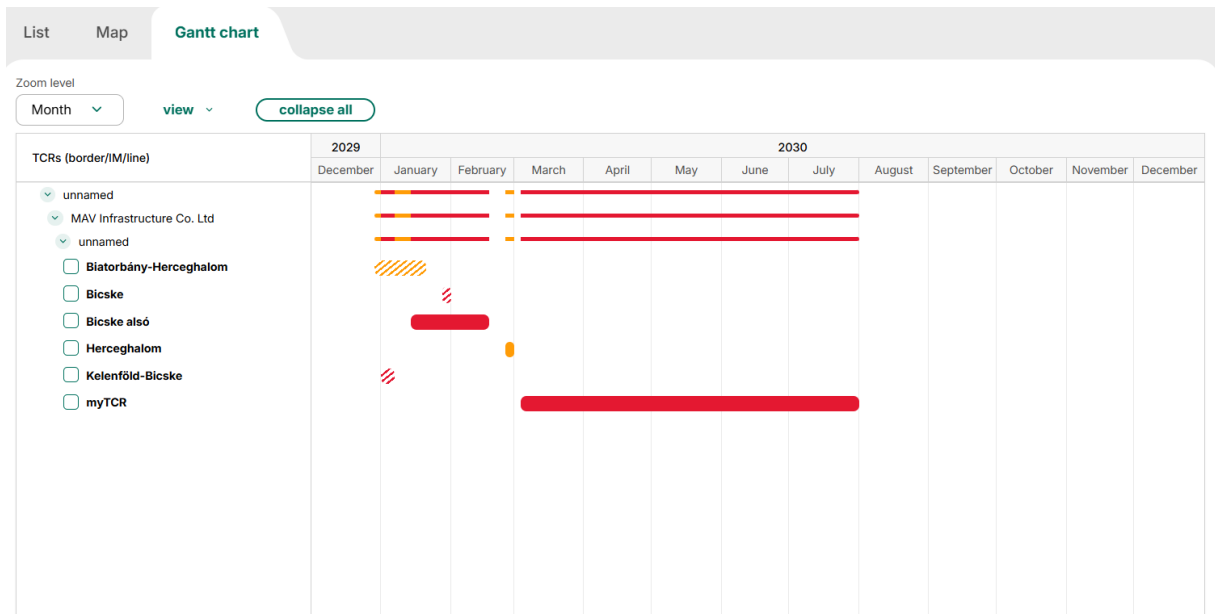 List Map Gantt chart
Zoom level
Month view collapse all
TCRs (border/IM/line) 2029 2030
December January February March April May June July August September October November December
unnamed
MAV Infrastructure Co. Ltd
unnamed
Biatorbány-Herceghalom
Bicske
Bicske alsó
Herceghalom
Kelenföld-Bicske
myTCR